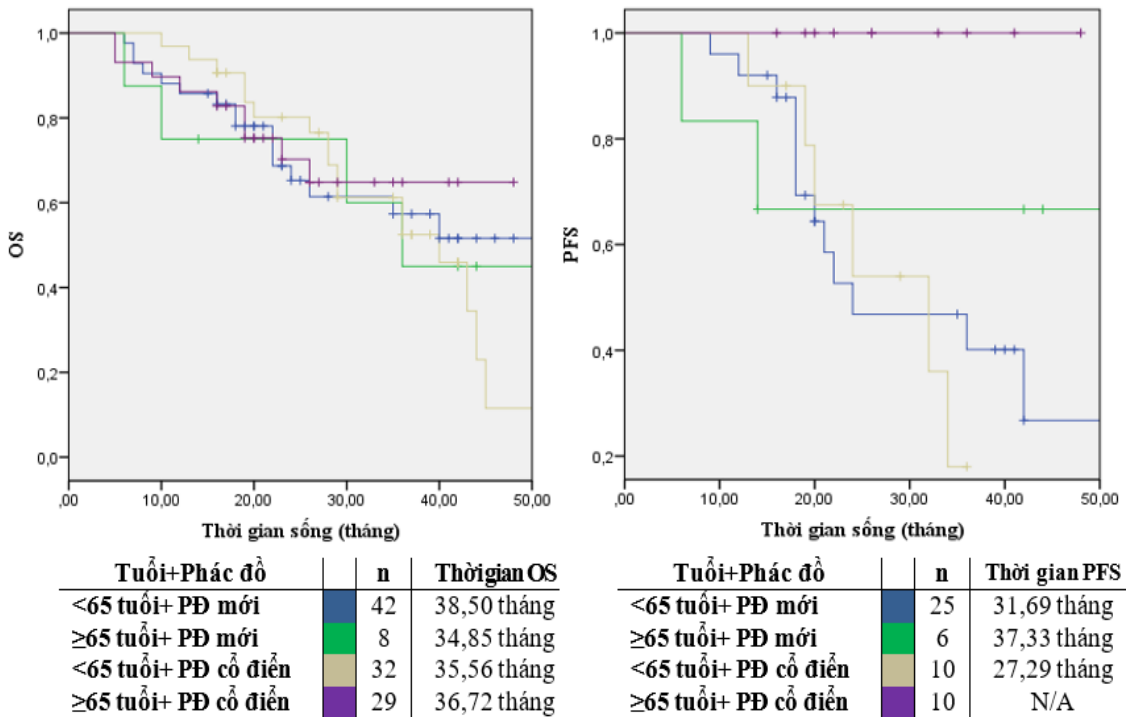 1,0
0,8
0,6
0,4
0,2
0,0
OS
,00 10,00 20,00 30,00 40,00 50,00
Thời gian sống (tháng)
1,0
0,8
0,6
0,4
0,2
PFS
,00 10,00 20,00 30,00 40,00 50,00
Thời gian sống (tháng)
Tuổi+Phác đồ n Thời gian OS
<65 tuổi+ PĐ mới 42 38,50 tháng
≥65 tuổi+ PĐ mới 8 34,85 tháng
<65 tuổi+ PĐ cổ điển 32 35,56 tháng
≥65 tuổi+ PĐ cổ điển 29 36,72 tháng
Tuổi+Phác đồ n Thời gian PFS
<65 tuổi+ PĐ mới 25 31,69 tháng
≥65 tuổi+ PĐ mới 6 37,33 tháng
<65 tuổi+ PĐ cổ điển 10 27,29 tháng
≥65 tuổi+ PĐ cổ điển 10 N/A